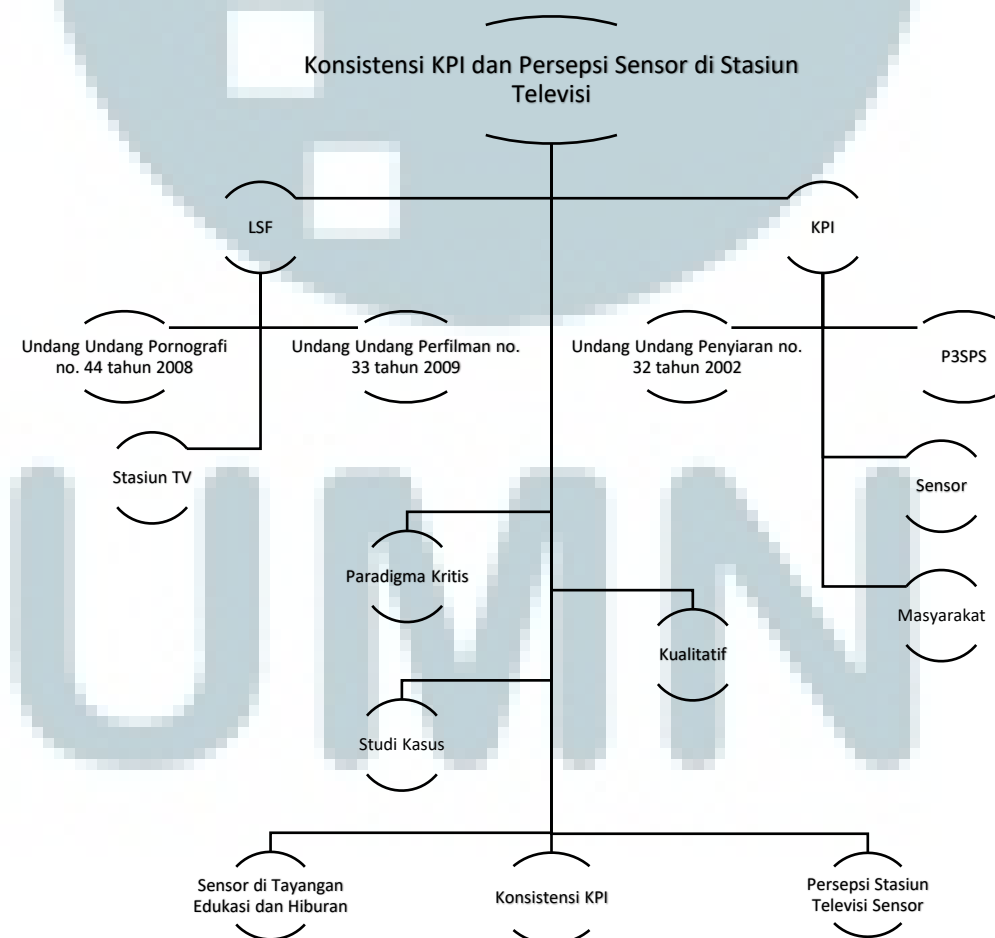 Konsistensi KPI dan Persepsi Sensor di Stasiun
Televisi
LSF
KPI
Undang Undang Pornografi
no. 44 tahun 2008
Undang Undang Perfilman no.
33 tahun 2009
Undang Undang Penyiaran no.
32 tahun 2002
P3SPS
Stasiun TV
Sensor
Paradigma Kritis
Masyarakat
Kualitatif
Studi Kasus
Sensor di Tayangan
Edukasi dan Hiburan
Konsistensi KPI
Persepsi Stasiun
Televisi Sensor
UMN